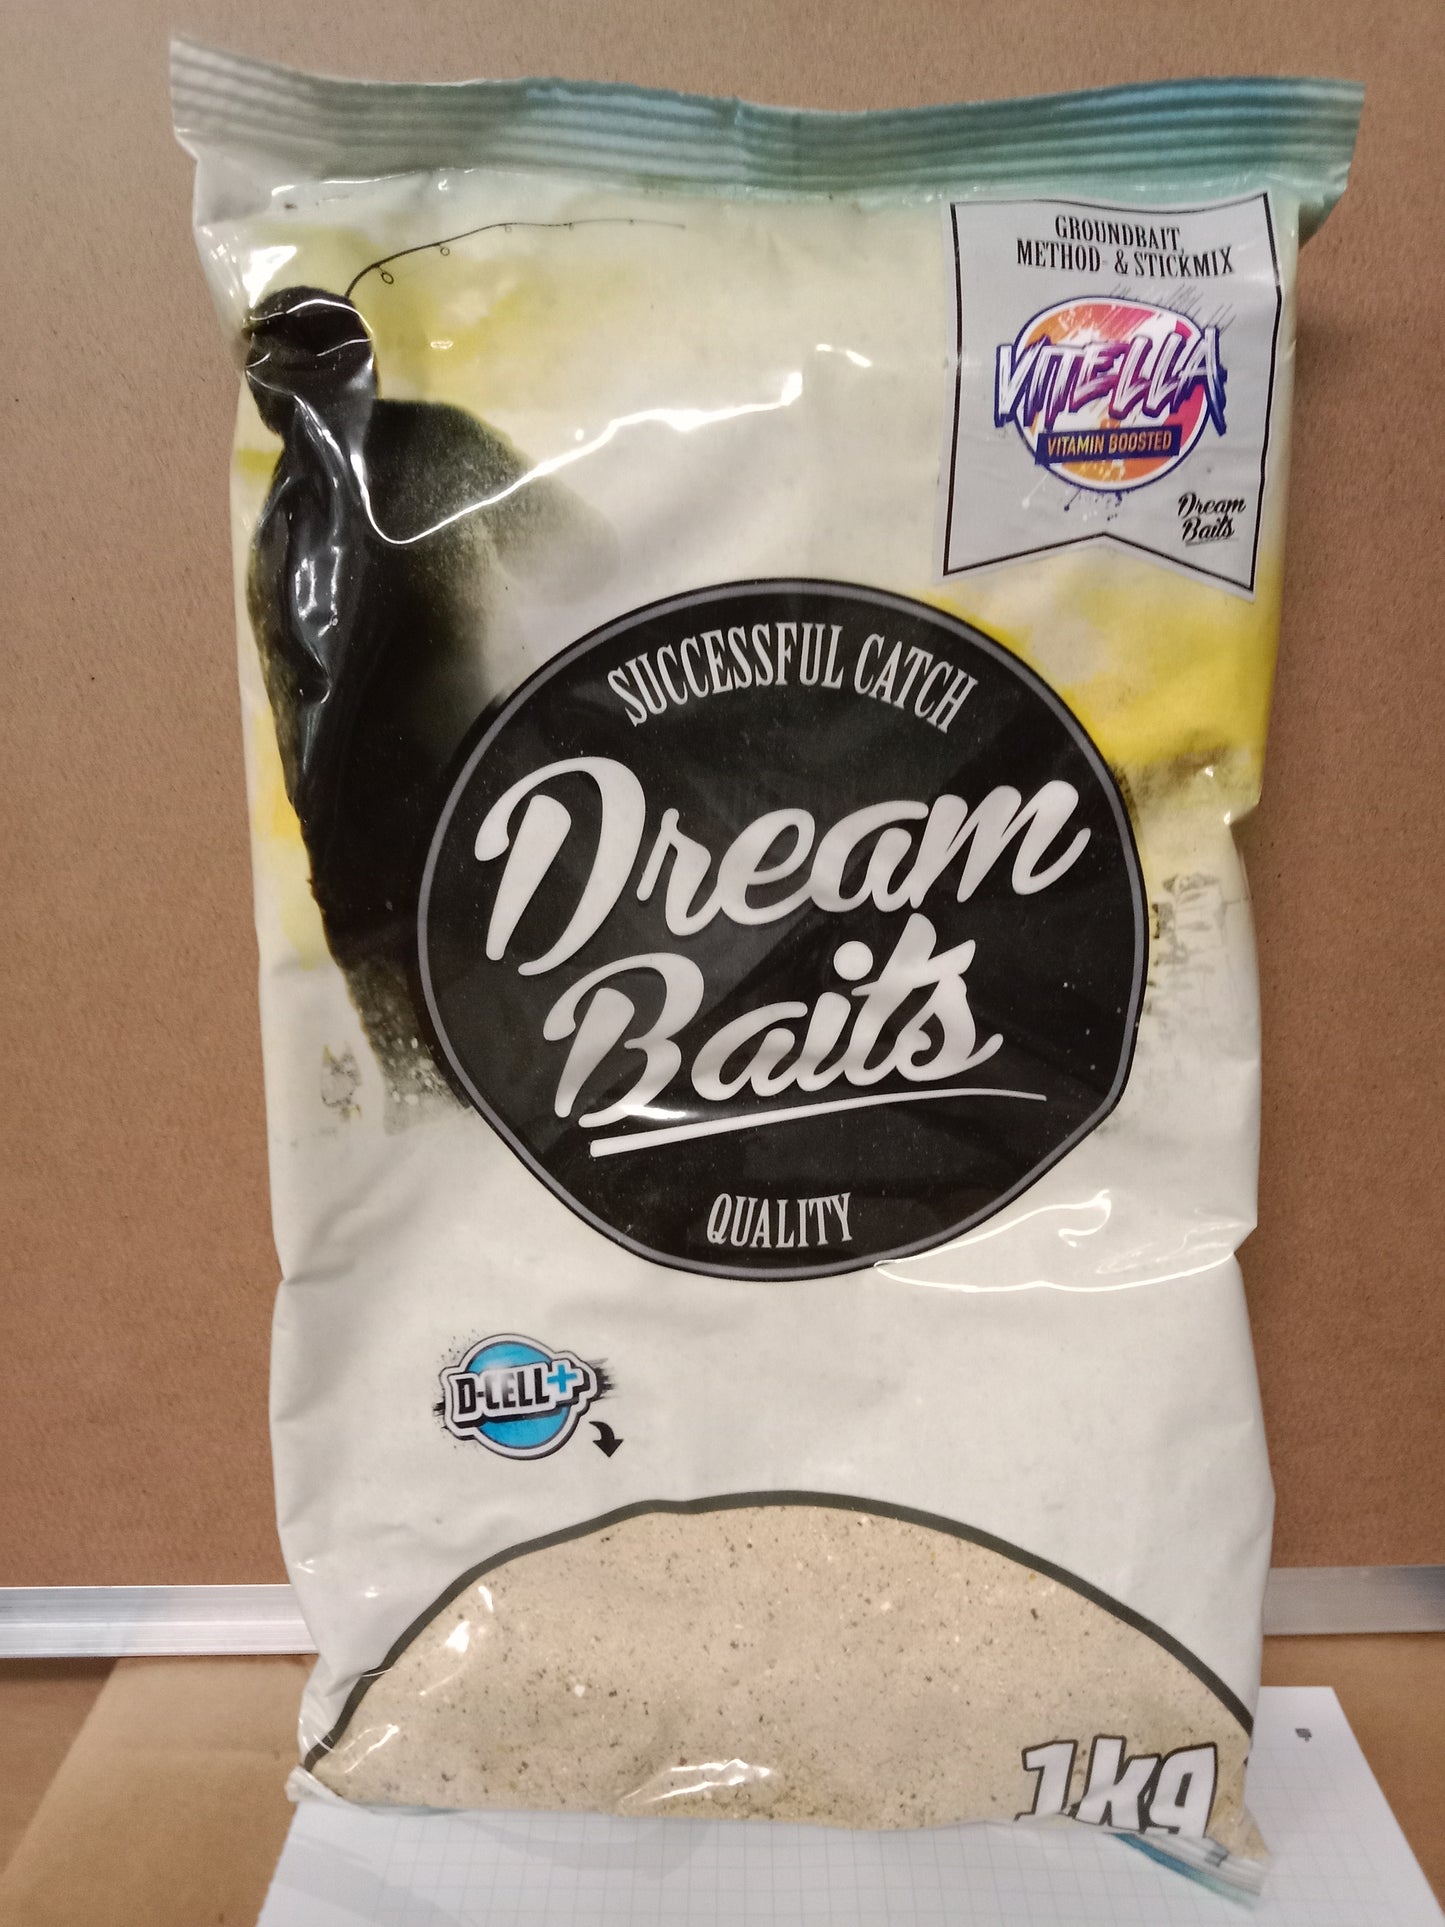 GROUNDBAIT,
METHOD- & STICKMIX
VITELLA
VITAMIN BOOSTED
Dream
Baits
SUCCESSFUL CATCH
Dream
Baits
QUALITY
D-CELL+
1kg